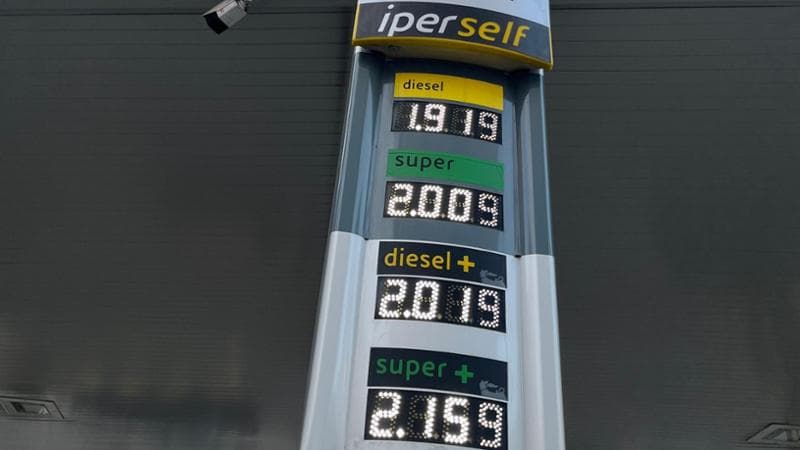 iperself
diesel
1.919
super
2.009
diesel+
2.019
super+
2.159